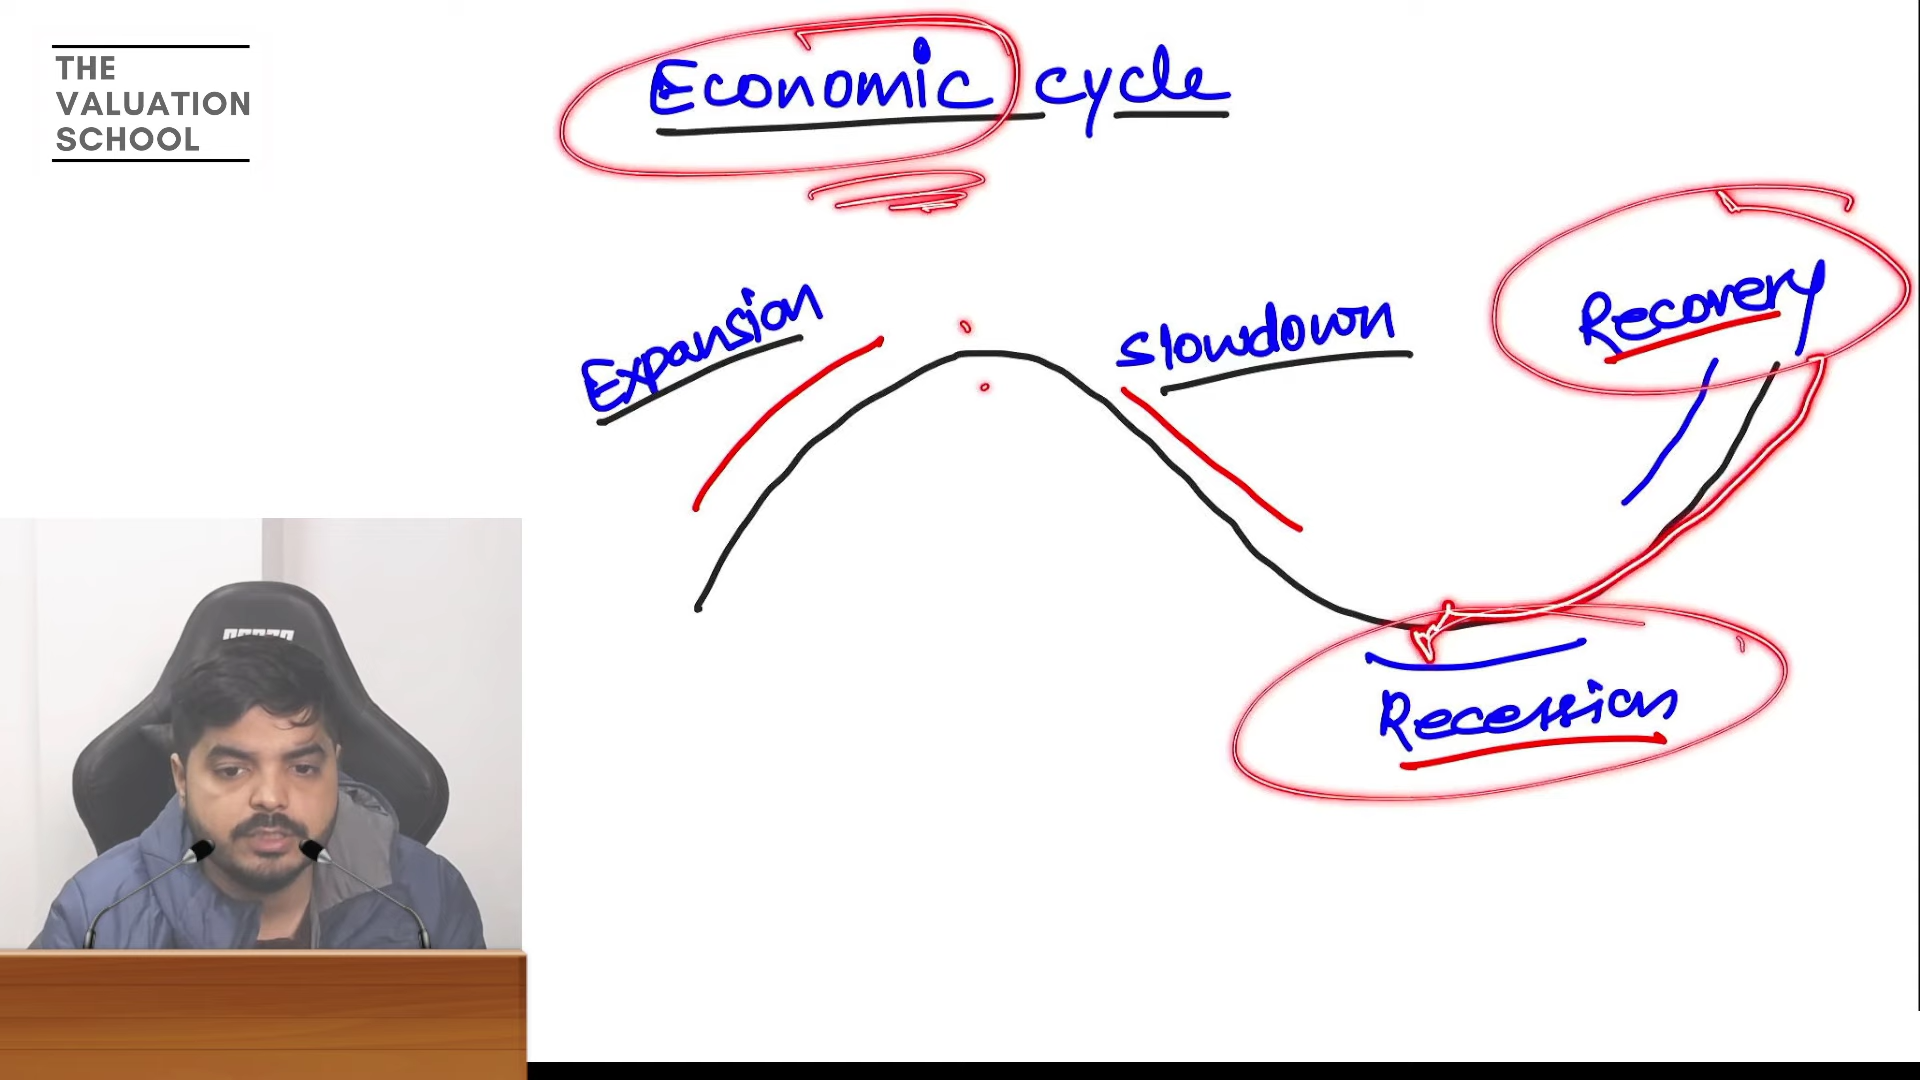 THE
VALUATION
SCHOOL
Economic cycle
Expansion
Slowdown
Recovery
Recession